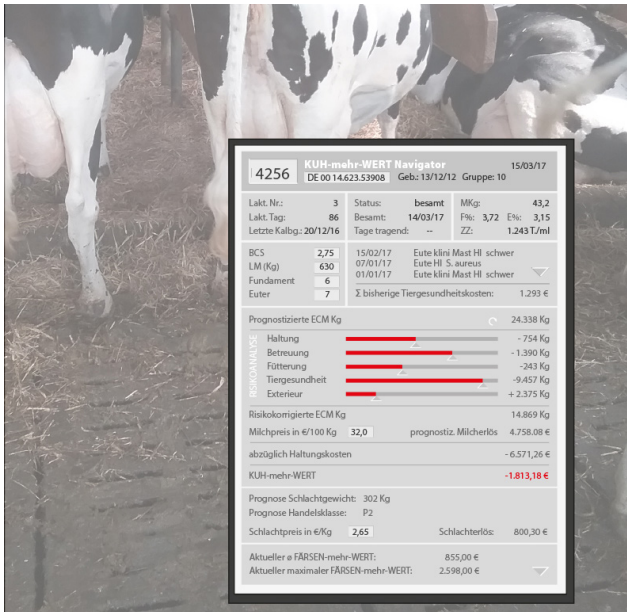 4256 KUH-mehr-WERT Navigator 15/03/17
DE 00 14.623.53908 Geb.: 13/12/12 Gruppe: 10
Lakt. Nr.: 3 Status: besamt MKg: 43,2
Lakt. Tag: 86 Besamt: 14/03/17 F%: 3,72 E%: 3,15
Letzte Kalbg.: 20/12/16 Tage tragend: -- ZZ: 1.243 T./ml
BCS 2,75 15/02/17 Eute klini Mast HI schwer
LM (Kg) 630 07/01/17 Eute HI S. aureus
Fundament 6 01/01/17 Eute klini Mast HI schwer
Euter 7 Σ bisherige Tiergesundheitskosten: 1.293 €
Prognostizierte ECM Kg 24.338 Kg
RISIKOANALYSE
Haltung - 754 Kg
Betreuung - 1.390 Kg
Fütterung -243 Kg
Tiergesundheit -9.457 Kg
Exterieur + 2.375 Kg
Risikokorrigierte ECM Kg 14.869 Kg
Milchpreis in €/100 Kg 32,0 prognostiz. Milcherlös 4.758.08 €
abzüglich Haltungskosten - 6.571,26 €
KUH-mehr-WERT -1.813,18 €
Prognose Schlachtgewicht: 302 Kg
Prognose Handelsklasse: P2
Schlachtpreis in €/Kg 2,65 Schlachterlös: 800,30 €
Aktueller ø FÄRSEN-mehr-WERT: 855,00 €
Aktueller maximaler FÄRSEN-mehr-WERT: 2.598,00 €